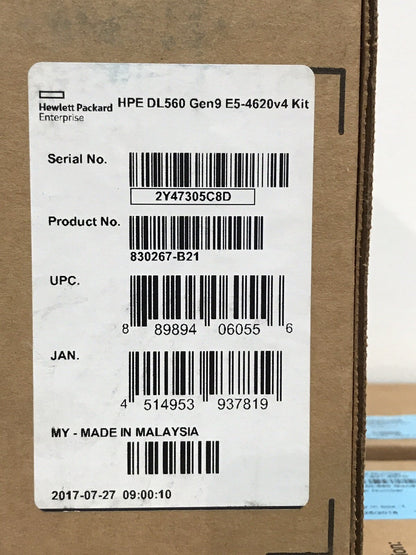 Hewlett Packard
Enterprise
HPE DL560 Gen9 E5-4620v4 Kit
Serial No.
2Y47305C8D
Product No.
830267-B21
UPC.
8 89894 06055 6
JAN.
4 514953 937819
MY - MADE IN MALAYSIA
2017-07-27 09:00:10